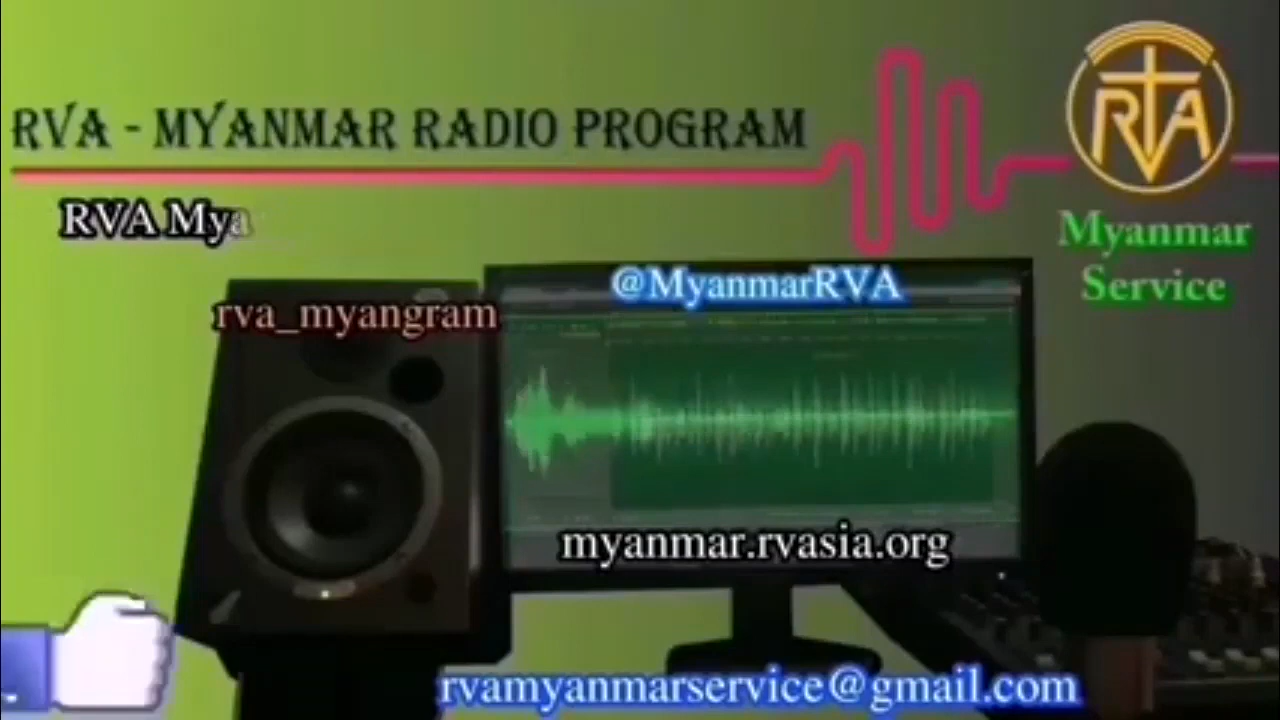 RVA - MYANMAR RADIO PROGRAM
RVA
Myanmar
Service
RVA Mya
@MyanmarRVA
rva_myangram
myanmar.rvasia.org
rvamyanmarservice@gmail.com